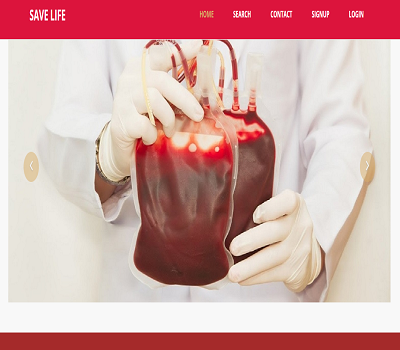 SAVE LIFE
HOME SEARCH CONTACT SIGNUP LOGIN